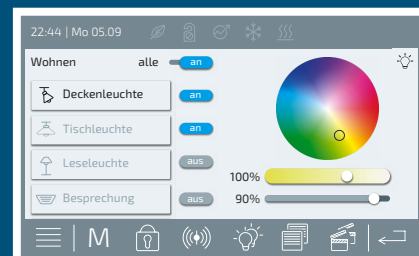 22:44 | Mo 05.09
Wohnen alle an
Deckenleuchte an
Tischleuchte an
Leseleuchte aus
100%
Besprechung aus
90%
M